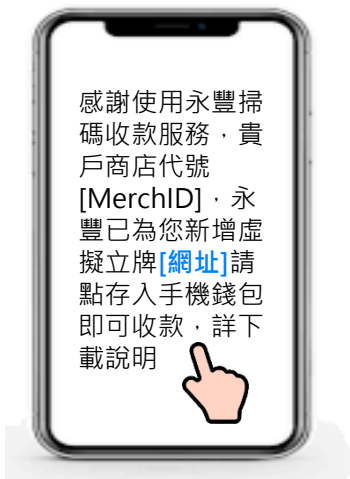 感謝使用永豐掃
碼收款服務，貴
戶商店代號
[MerchID]，永
豐已為您新增虛
擬立牌[網址]請
點存入手機錢包
即可收款，詳下
載說明